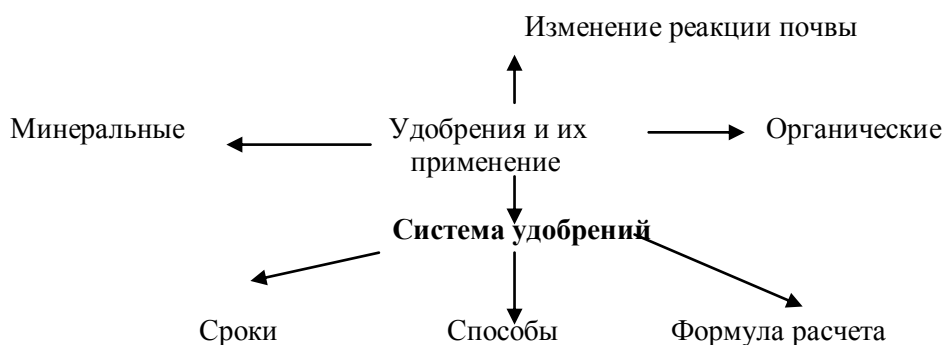 Изменение реакции почвы
Минеральные
Удобрения и их
применение
Органические
Система удобрений
Сроки
Способы
Формула расчета